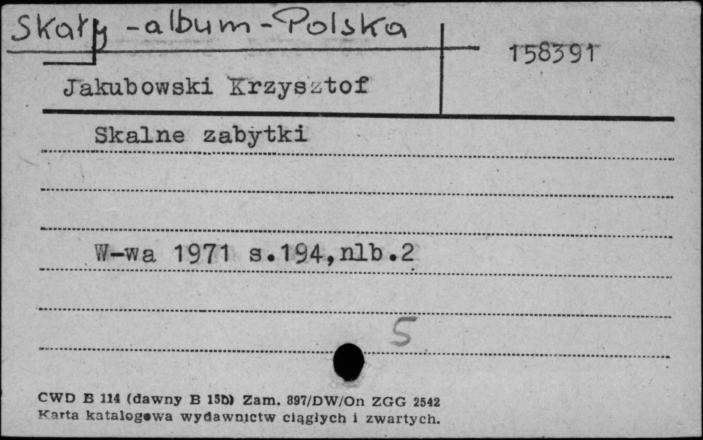 Skały - album - Polska
158391
Jakubowski Krzysztof
Skalne zabytki
W-wa 1971 s.194,nlb.2
5
CWD B 114 (dawny B 15b) Zam. 897/DW/On ZGG 2542
Karta katalogowa wydawnictw ciągłych i zwartych.